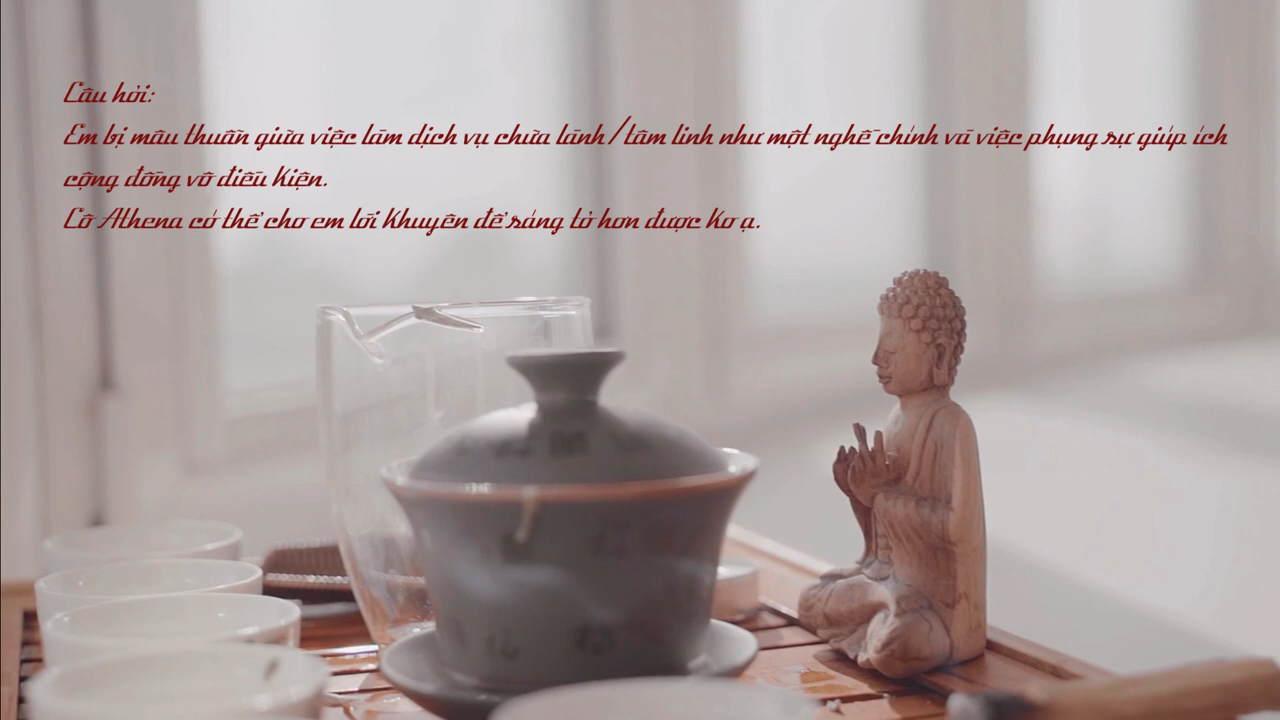 Câu hỏi:
Em bị mâu thuẫn giữa việc làm dịch vụ chữa lành/tâm linh như một nghề chính và việc phụng sự giúp ích
cộng đồng vô điều kiện.
Cô Athena có thể cho em lời khuyên để sáng tỏ hơn được ko ạ.